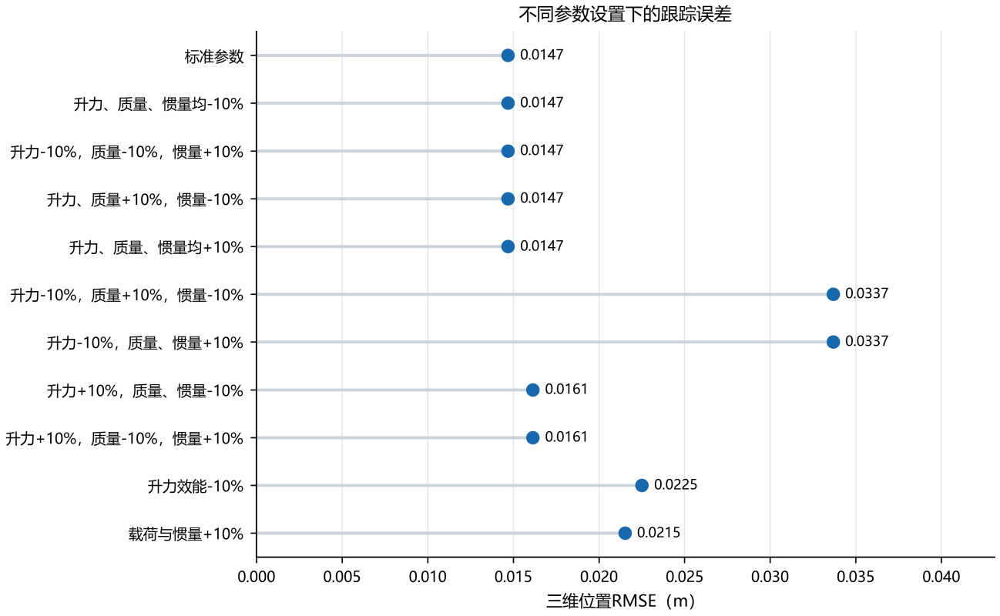 不同参数设置下的跟踪误差
标准参数 0.0147
升力、质量、惯量均-10% 0.0147
升力-10%，质量-10%，惯量+10% 0.0147
升力、质量+10%，惯量-10% 0.0147
升力、质量、惯量均+10% 0.0147
升力-10%，质量+10%，惯量-10% 0.0337
升力-10%，质量、惯量+10% 0.0337
升力+10%，质量、惯量-10% 0.0161
升力+10%，质量-10%，惯量+10% 0.0161
升力效能-10% 0.0225
载荷与惯量+10% 0.0215
0.000 0.005 0.010 0.015 0.020 0.025 0.030 0.035 0.040
三维位置RMSE（m）